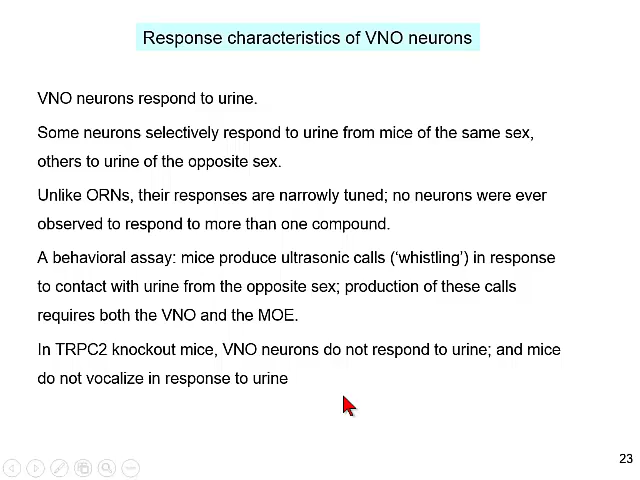 Response characteristics of VNO neurons
VNO neurons respond to urine.
Some neurons selectively respond to urine from mice of the same sex,
others to urine of the opposite sex.
Unlike ORNs, their responses are narrowly tuned; no neurons were ever
observed to respond to more than one compound.
A behavioral assay: mice produce ultrasonic calls (‘whistling’) in response
to contact with urine from the opposite sex; production of these calls
requires both the VNO and the MOE.
In TRPC2 knockout mice, VNO neurons do not respond to urine; and mice
do not vocalize in response to urine
23